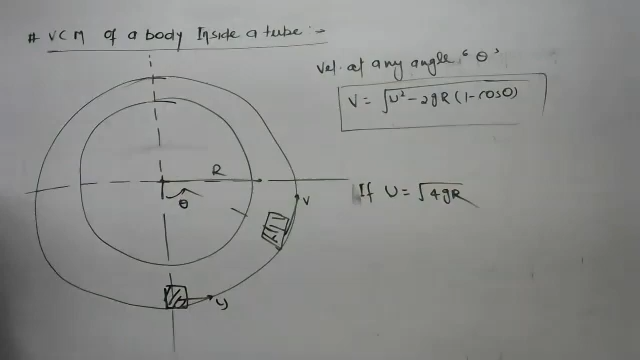 # VCM of a body Inside a tube :-
Vel. at any angle 'θ'
V = √U² - 2gR (1 - cosθ)
R
θ
V
If U = √4gR
U